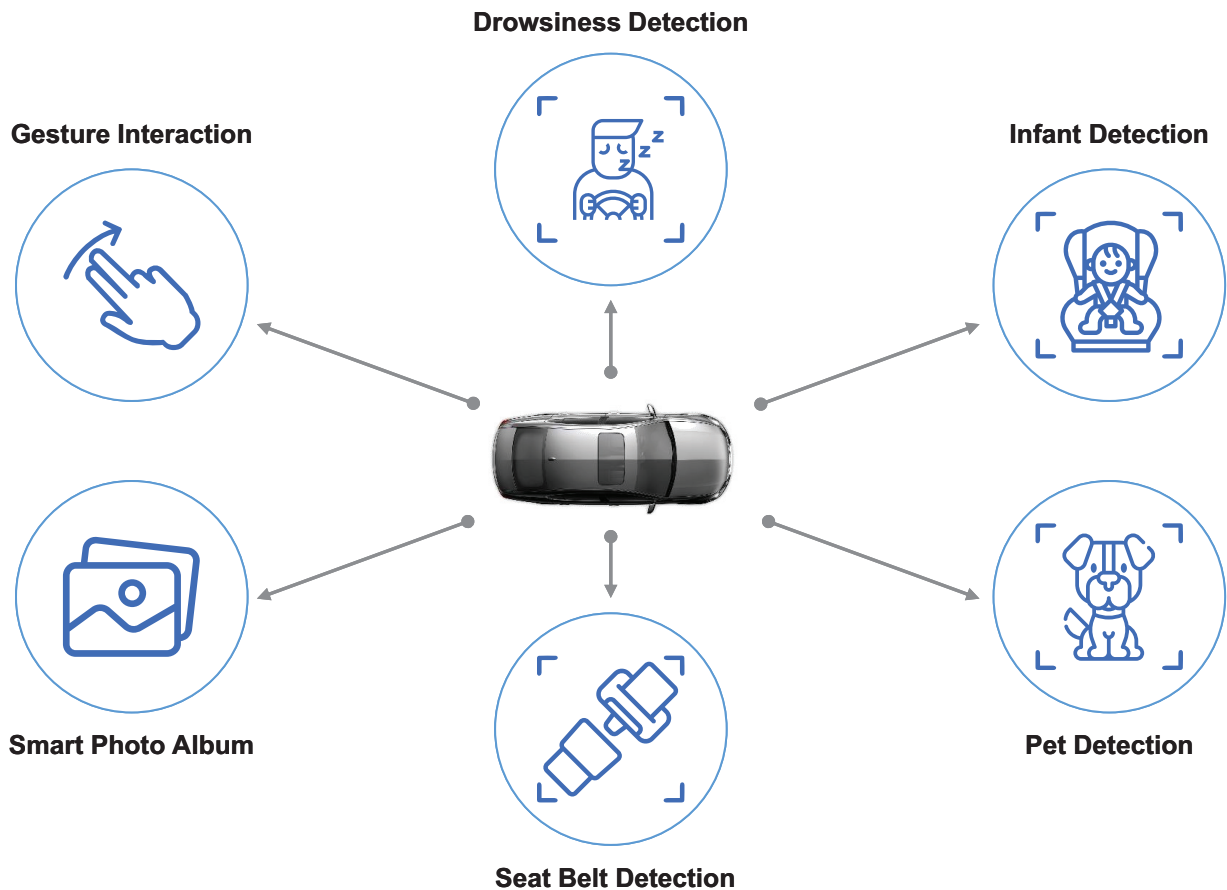 Drowsiness Detection
Gesture Interaction
Infant Detection
z
z
z
Smart Photo Album
Pet Detection
Seat Belt Detection